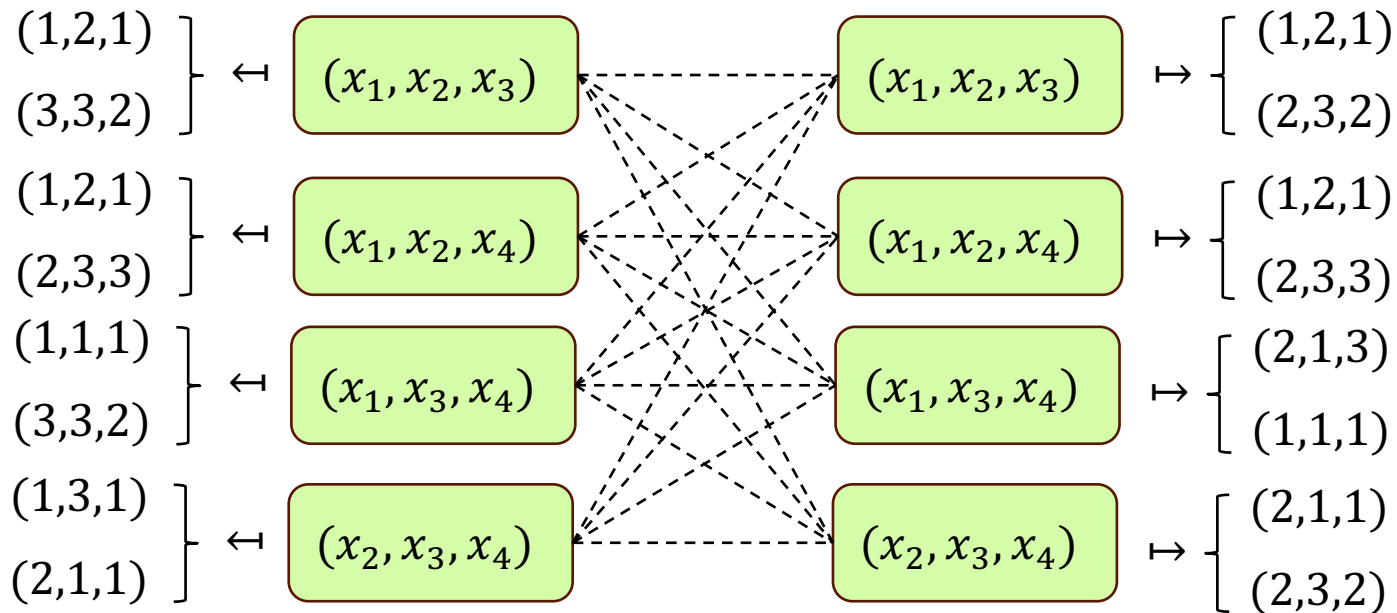 (1,2,1) ↤ (x₁, x₂, x₃) (x₁, x₂, x₃) ↦ (1,2,1)
(3,3,2) (2,3,2)
(1,2,1) ↤ (x₁, x₂, x₄) (x₁, x₂, x₄) ↦ (1,2,1)
(2,3,3) (2,3,3)
(1,1,1) ↤ (x₁, x₃, x₄) (x₁, x₃, x₄) ↦ (2,1,3)
(3,3,2) (1,1,1)
(1,3,1) ↤ (x₂, x₃, x₄) (x₂, x₃, x₄) ↦ (2,1,1)
(2,1,1) (2,3,2)